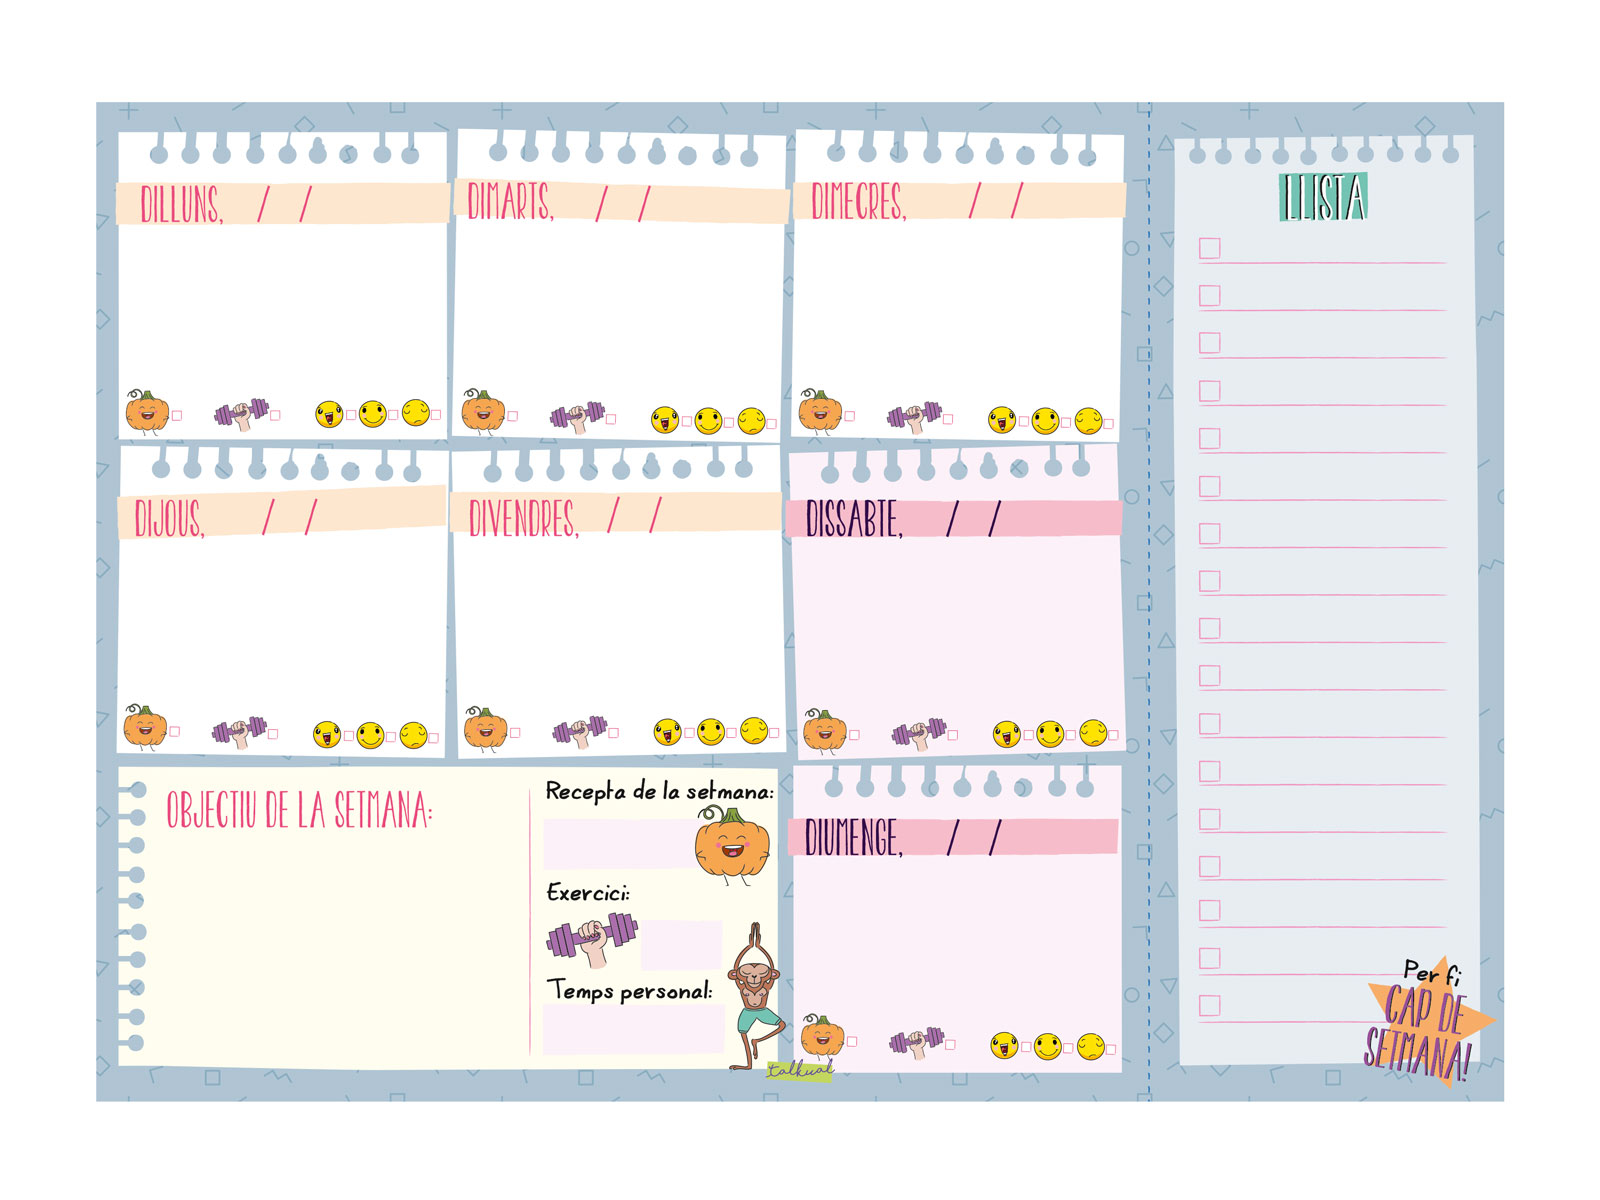 DILLUNS, / /
DIMARTS, / /
DIMECRES, / /
DIJOUS, / /
DIVENDRES, / /
DISSABTE, / /
OBJECTIU DE LA SETMANA:
Recepta de la setmana:
Exercici:
Temps personal:
DIUMENGE, / /
talkual
LLISTA
Per fi
CAP DE
SETMANA!